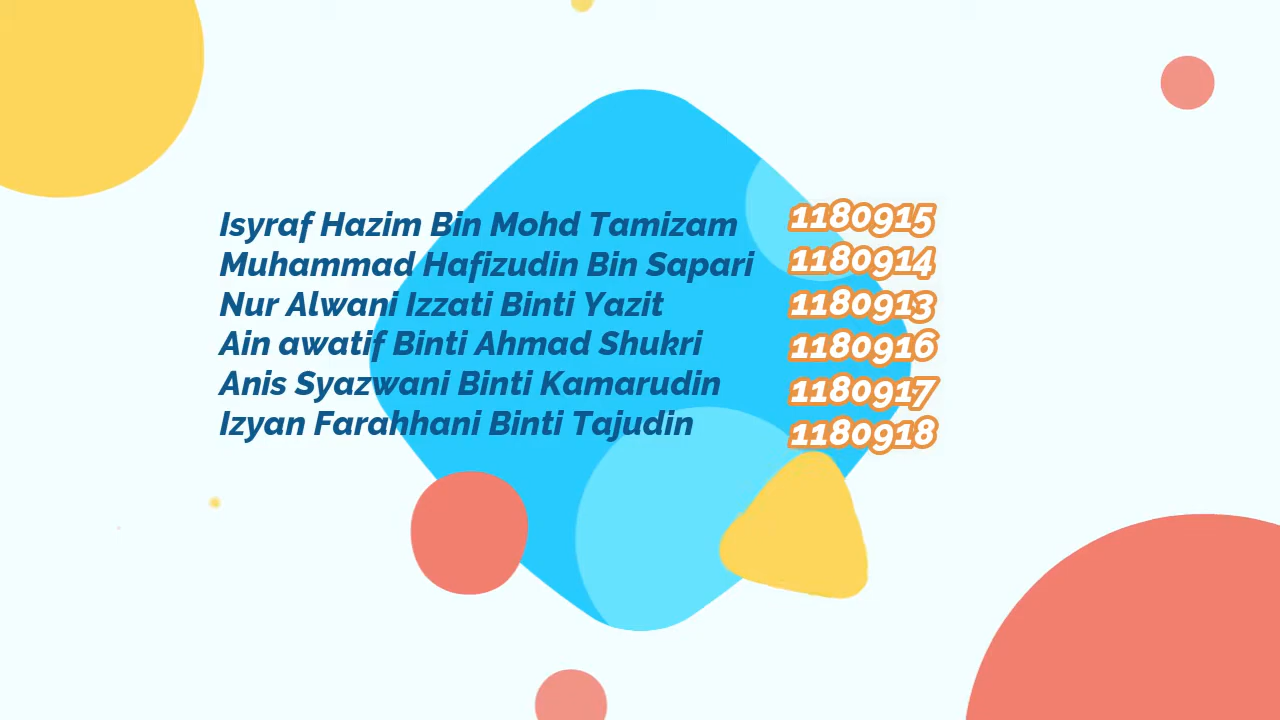 Isyraf Hazim Bin Mohd Tamizam 1180915
Muhammad Hafizudin Bin Sapari 1180914
Nur Alwani Izzati Binti Yazit 1180913
Ain awatif Binti Ahmad Shukri 1180916
Anis Syazwani Binti Kamarudin 1180917
Izyan Farahhani Binti Tajudin 1180918